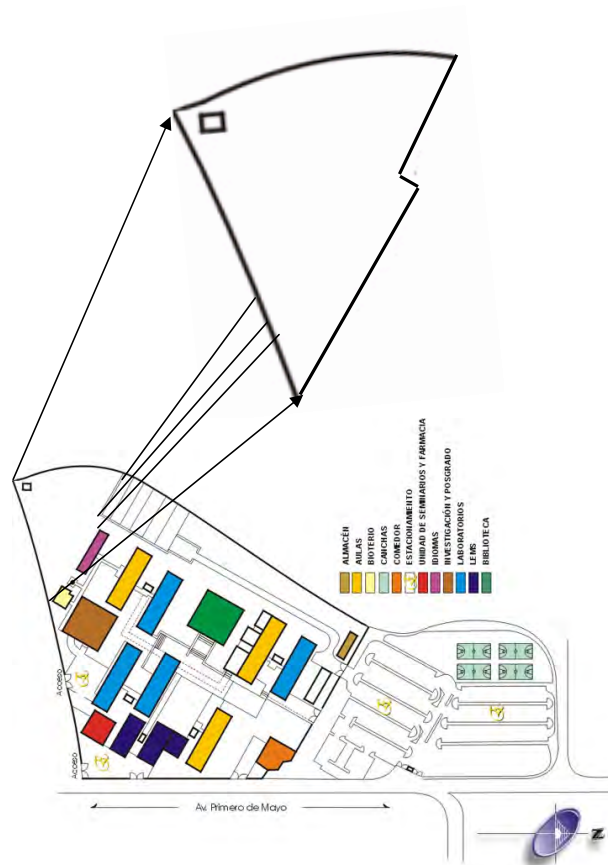 ALMACÉN
AULAS
BIOTERIO
CANCHAS
COMEDOR
ESTACIONAMIENTO
UNIDAD DE SEMINARIOS Y FARMACIA
IDIOMAS
INVESTIGACIÓN Y POSGRADO
LABORATORIOS
LEMS
BIBLIOTECA
Acceso
Acceso
Av. Primero de Mayo
N